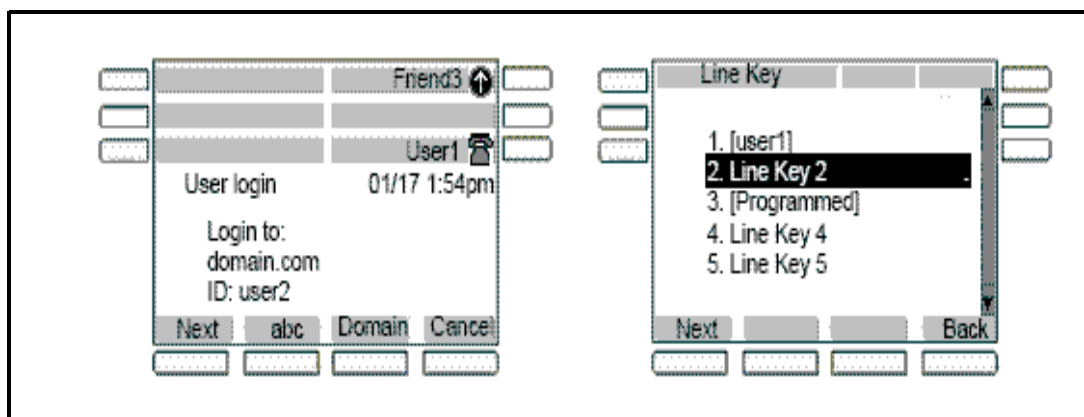 Friend3
User1
User login 01/17 1:54pm
Login to:
domain.com
ID: user2
Next abc Domain Cancel
Line Key
1. [user1]
2. Line Key 2
3. [Programmed]
4. Line Key 4
5. Line Key 5
Next Back